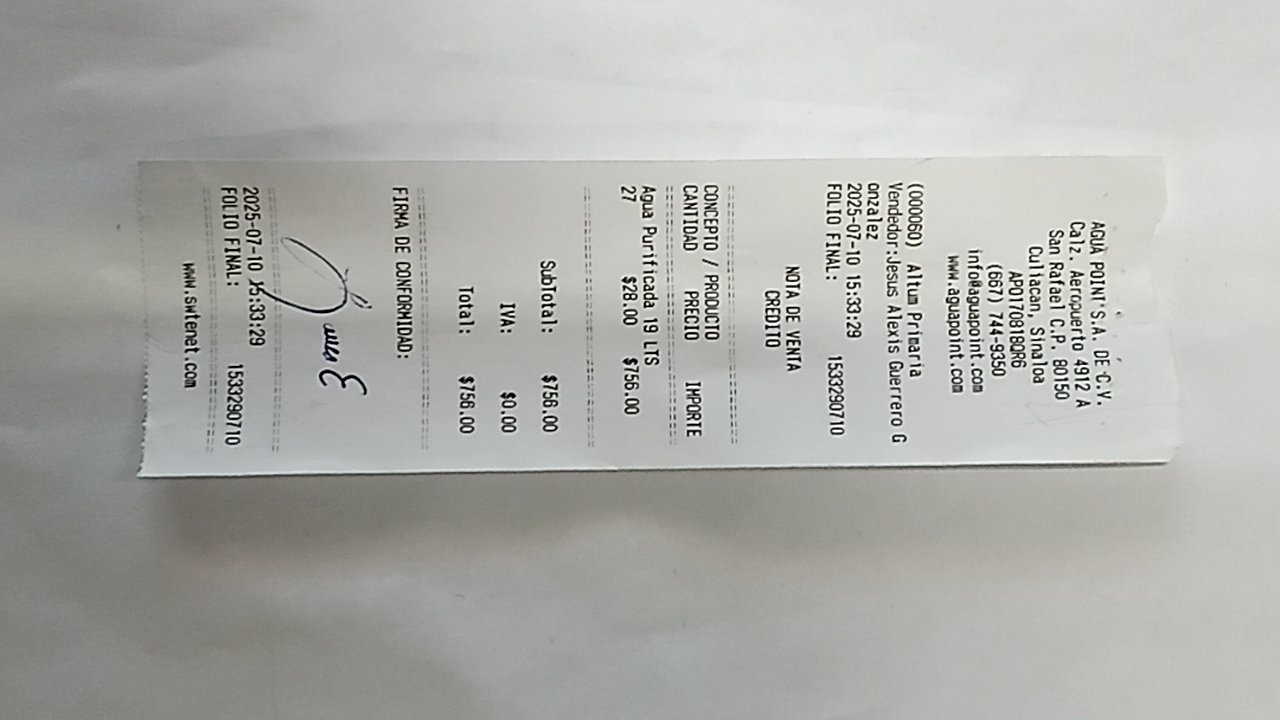 AGUA POINT S.A. DE C.V.
Calz. Aeropuerto 4912 A
San Rafael C.P. 80150
Culiacan, Sinaloa
APO170818QR6
(667) 744-9350
info@aguapoint.com
www.aguapoint.com
((000060) Altum Primaria
Vendedor:Jesus Alexis Guerrero G
onzalez
2025-07-10 15:33:29
FOLIO FINAL: 1533290710
NOTA DE VENTA
CREDITO
CONCEPTO / PRODUCTO
CANTIDAD PRECIO IMPORTE
Agua Purificada 19 LTS
27 $28.00 $756.00
SubTotal: $756.00
IVA: $0.00
Total: $756.00
FIRMA DE CONFORMIDAD:
2025-07-10 15:33:29
FOLIO FINAL: 1533290710
www.swtenet.com